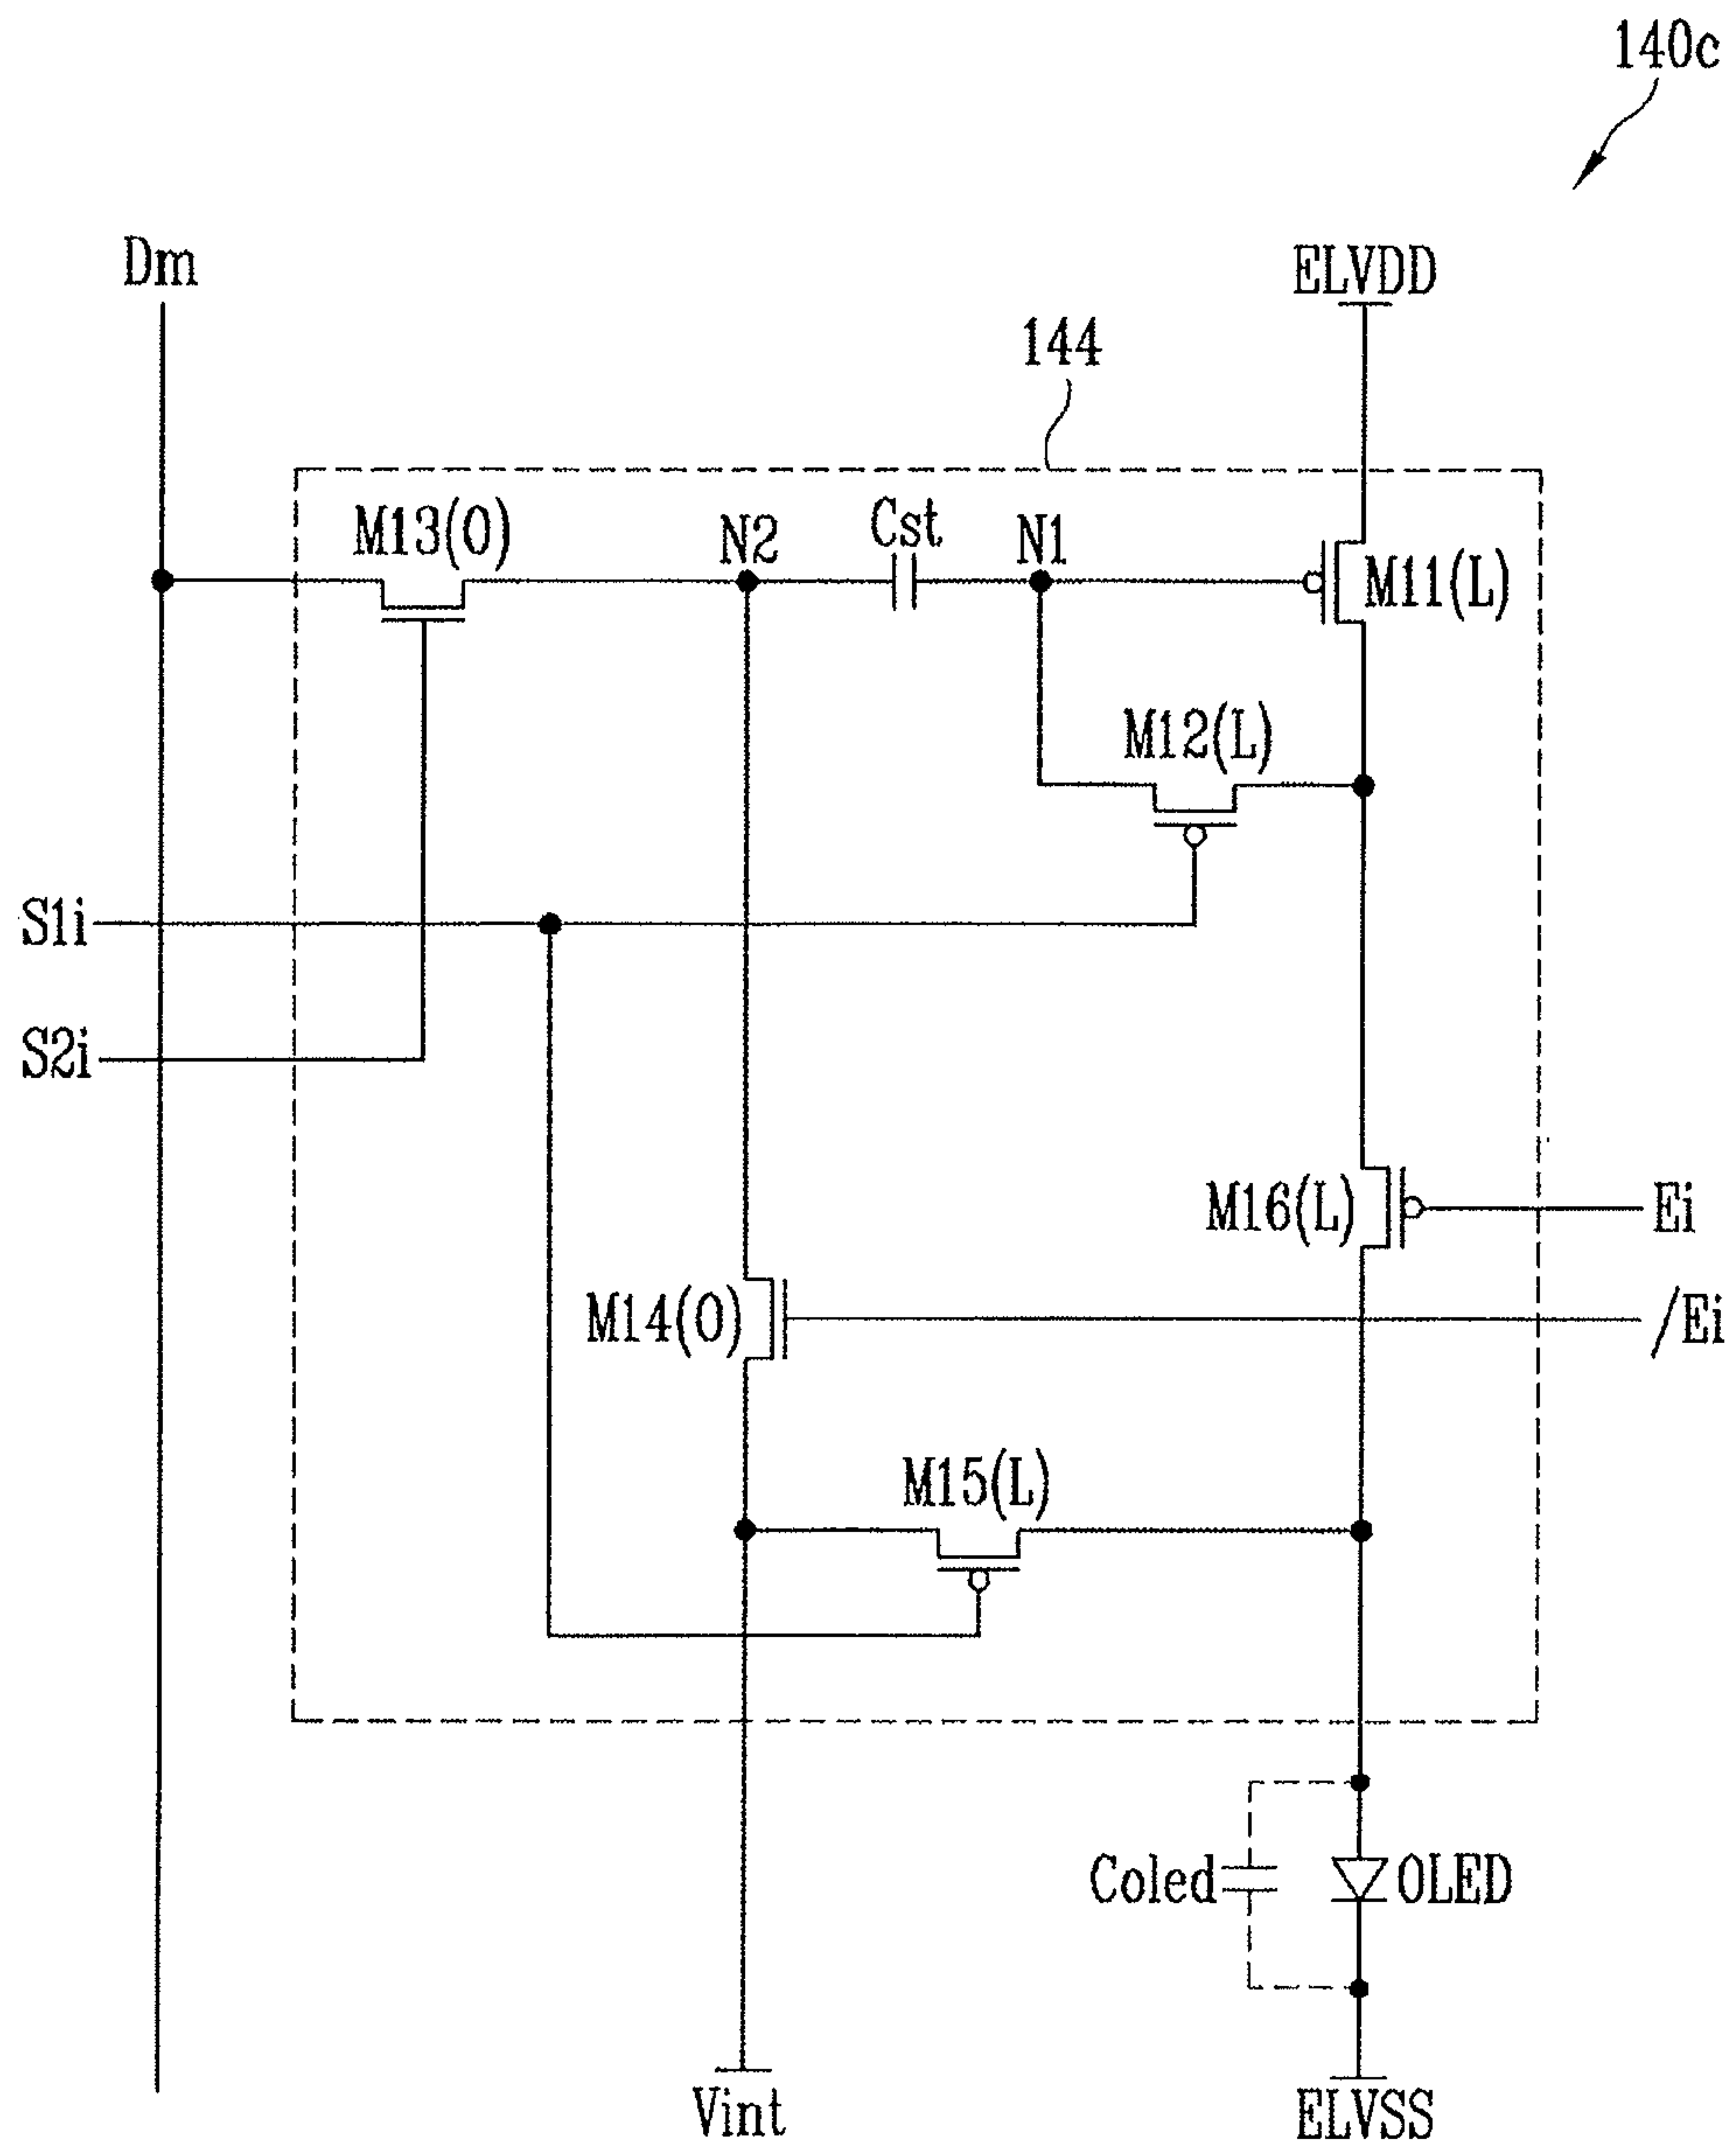 140c
Dm
ELVDD
144
M13(O)
N2
Cst
N1
M11(L)
M12(L)
S1i
S2i
M16(L)
Ei
M14(O)
/Ei
M15(L)
Coled
OLED
Vint
ELVSS